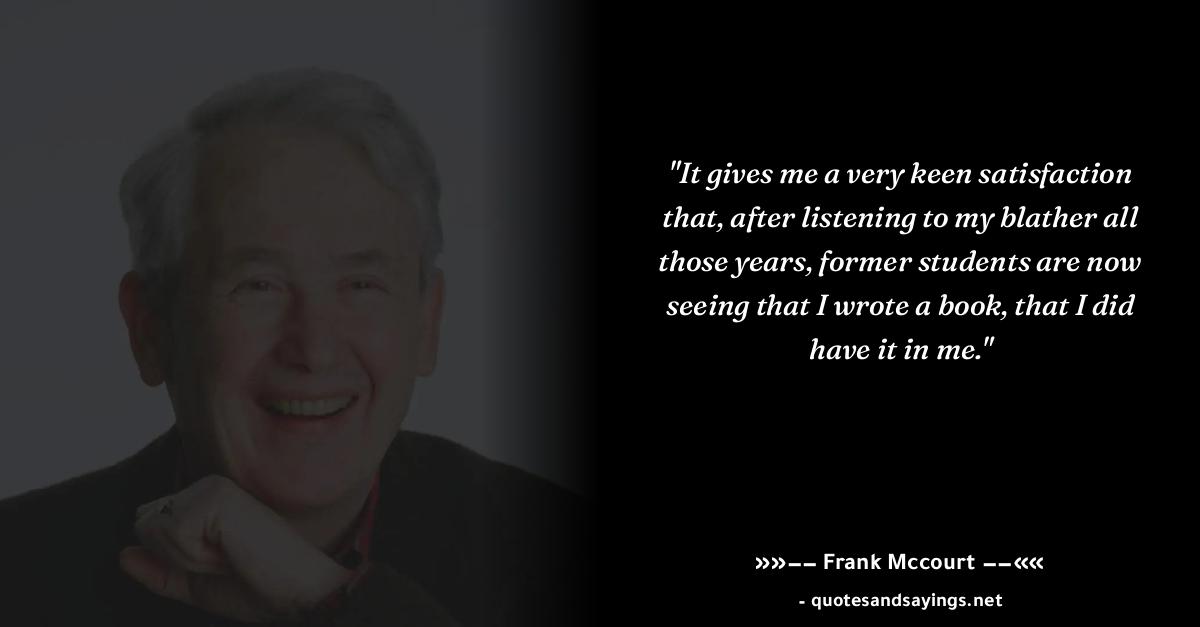 "It gives me a very keen satisfaction
that, after listening to my blather all
those years, former students are now
seeing that I wrote a book, that I did
have it in me."
»»−− Frank Mccourt −−««
- quotesandsayings.net